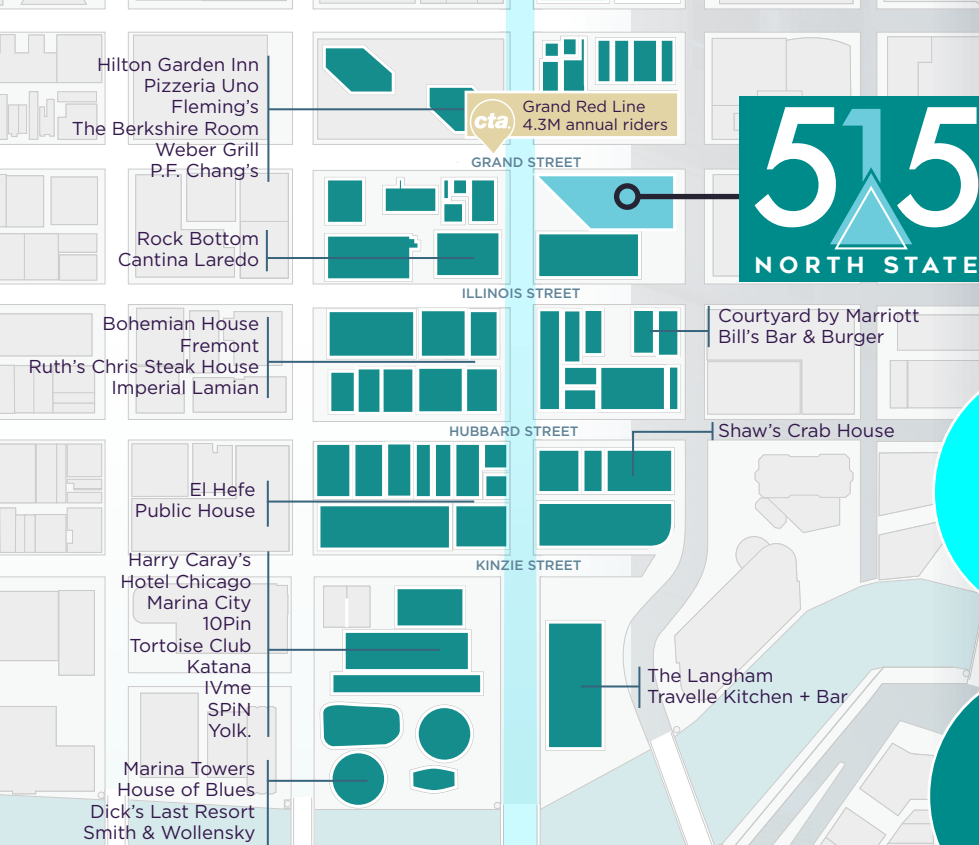 Hilton Garden Inn
Pizzeria Uno
Fleming's
The Berkshire Room
Weber Grill
P.F. Chang's
cta.
Grand Red Line
4.3M annual riders
GRAND STREET
515
NORTH STATE
Rock Bottom
Cantina Laredo
ILLINOIS STREET
Bohemian House
Fremont
Ruth's Chris Steak House
Imperial Lamian
Courtyard by Marriott
Bill's Bar & Burger
HUBBARD STREET
Shaw's Crab House
El Hefe
Public House
KINZIE STREET
Harry Caray's
Hotel Chicago
Marina City
10Pin
Tortoise Club
Katana
IVme
SPiN
Yolk.
The Langham
Travelle Kitchen + Bar
Marina Towers
House of Blues
Dick's Last Resort
Smith & Wollensky